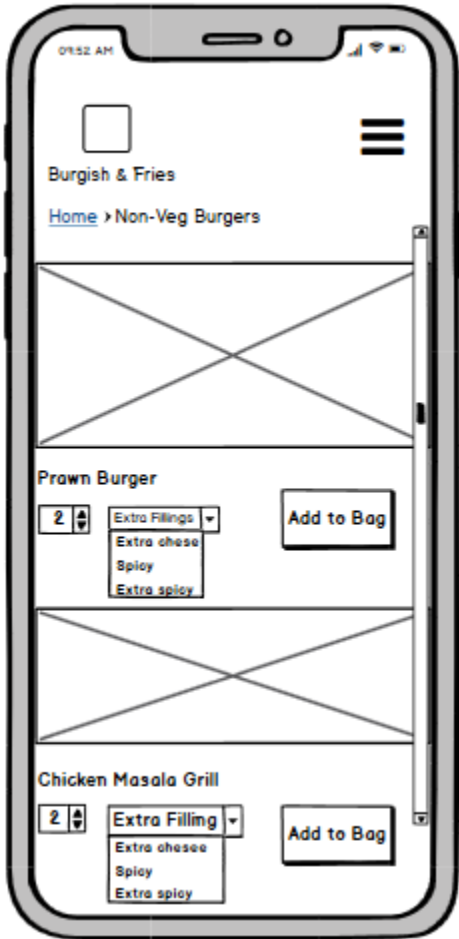 09:52 AM
Burgish & Fries
Home › Non-Veg Burgers
Prawn Burger
2
Extra Fillings
Add to Bag
Extra chese
Spicy
Extra spicy
Chicken Masala Grill
2
Extra Filling
Add to Bag
Extra chesee
Spicy
Extra spicy